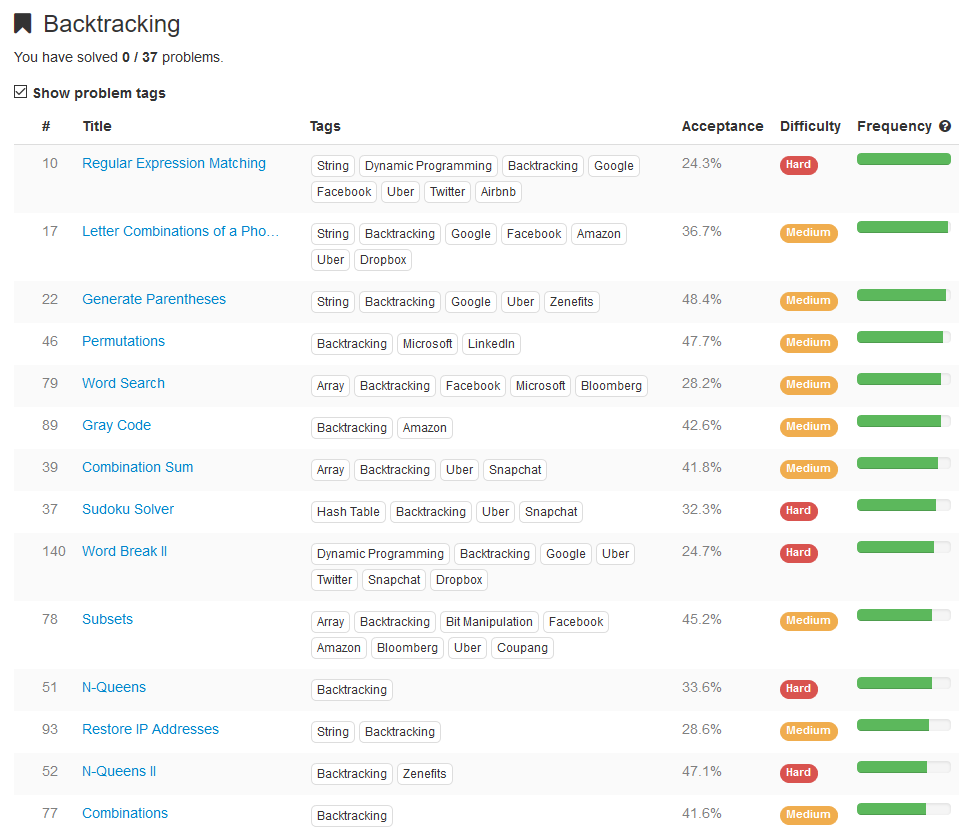 Backtracking
You have solved 0 / 37 problems.
Show problem tags
# Title Tags Acceptance Difficulty Frequency ?
10 Regular Expression Matching String Dynamic Programming Backtracking Google 24.3% Hard
Facebook Uber Twitter Airbnb
17 Letter Combinations of a Pho… String Backtracking Google Facebook Amazon 36.7% Medium
Uber Dropbox
22 Generate Parentheses String Backtracking Google Uber Zenefits 48.4% Medium
46 Permutations Backtracking Microsoft LinkedIn 47.7% Medium
79 Word Search Array Backtracking Facebook Microsoft Bloomberg 28.2% Medium
89 Gray Code Backtracking Amazon 42.6% Medium
39 Combination Sum Array Backtracking Uber Snapchat 41.8% Medium
37 Sudoku Solver Hash Table Backtracking Uber Snapchat 32.3% Hard
140 Word Break II Dynamic Programming Backtracking Google Uber 24.7% Hard
Twitter Snapchat Dropbox
78 Subsets Array Backtracking Bit Manipulation Facebook 45.2% Medium
Amazon Bloomberg Uber Coupang
51 N-Queens Backtracking 33.6% Hard
93 Restore IP Addresses String Backtracking 28.6% Medium
52 N-Queens II Backtracking Zenefits 47.1% Hard
77 Combinations Backtracking 41.6% Medium